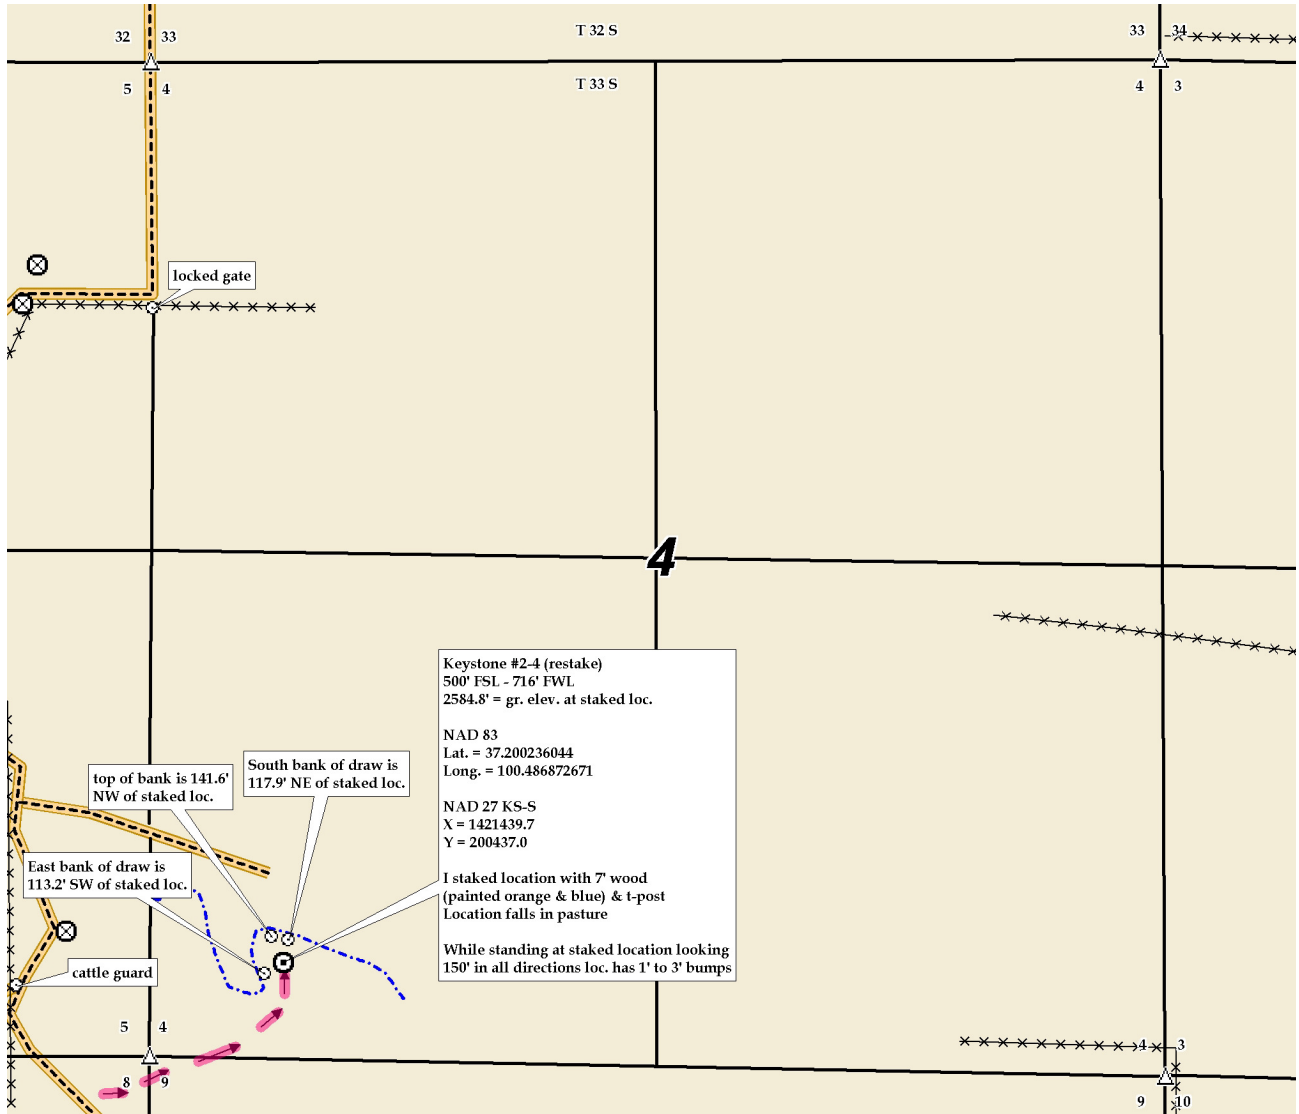 32 33
T 32 S
33 34
5 4
T 33 S
4 3
locked gate
4
Keystone #2-4 (restake)
500' FSL - 716' FWL
2584.8' = gr. elev. at staked loc.
NAD 83
Lat. = 37.200236044
Long. = 100.486872671
NAD 27 KS-S
X = 1421439.7
Y = 200437.0
I staked location with 7' wood
(painted orange & blue) & t-post
Location falls in pasture
While standing at staked location looking
150' in all directions loc. has 1' to 3' bumps
South bank of draw is
117.9' NE of staked loc.
top of bank is 141.6'
NW of staked loc.
East bank of draw is
113.2' SW of staked loc.
cattle guard
5 4
4 3
8 9
9 10